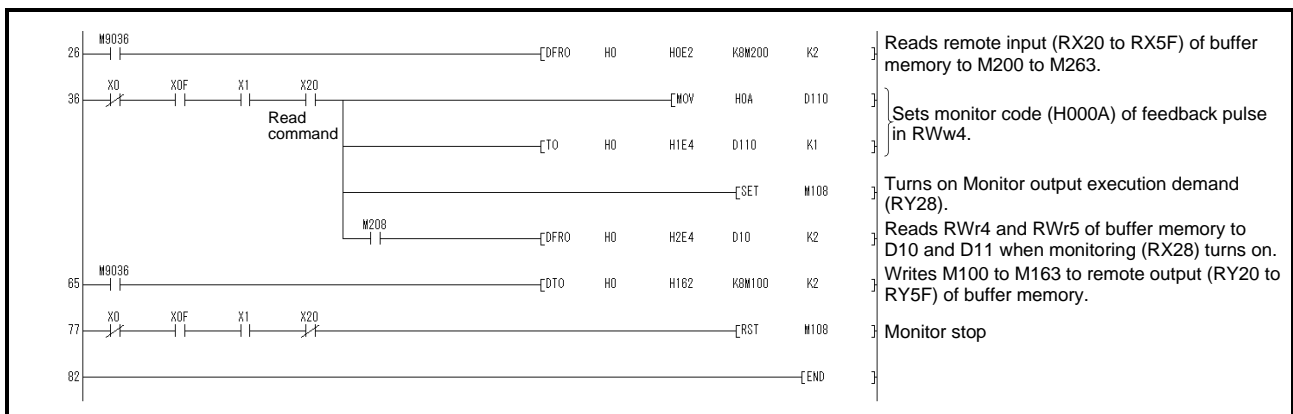 M9036
26 [DFRO H0 H0E2 K8M200 K2 ] Reads remote input (RX20 to RX5F) of buffer
memory to M200 to M263.
X0 X0F X1 X20
36 [MOV H0A D110 ]
Read
command
Sets monitor code (H000A) of feedback pulse
in RWw4.
[TO H0 H1E4 D110 K1 ]
[SET M108 ] Turns on Monitor output execution demand
(RY28).
M208
[DFRO H0 H2E4 D10 K2 ] Reads RWr4 and RWr5 of buffer memory to
D10 and D11 when monitoring (RX28) turns on.
M9036
65 [DTO H0 H162 K8M100 K2 ] Writes M100 to M163 to remote output (RY20 to
RY5F) of buffer memory.
X0 X0F X1 X20
77 [RST M108 ] Monitor stop
82 [END ]